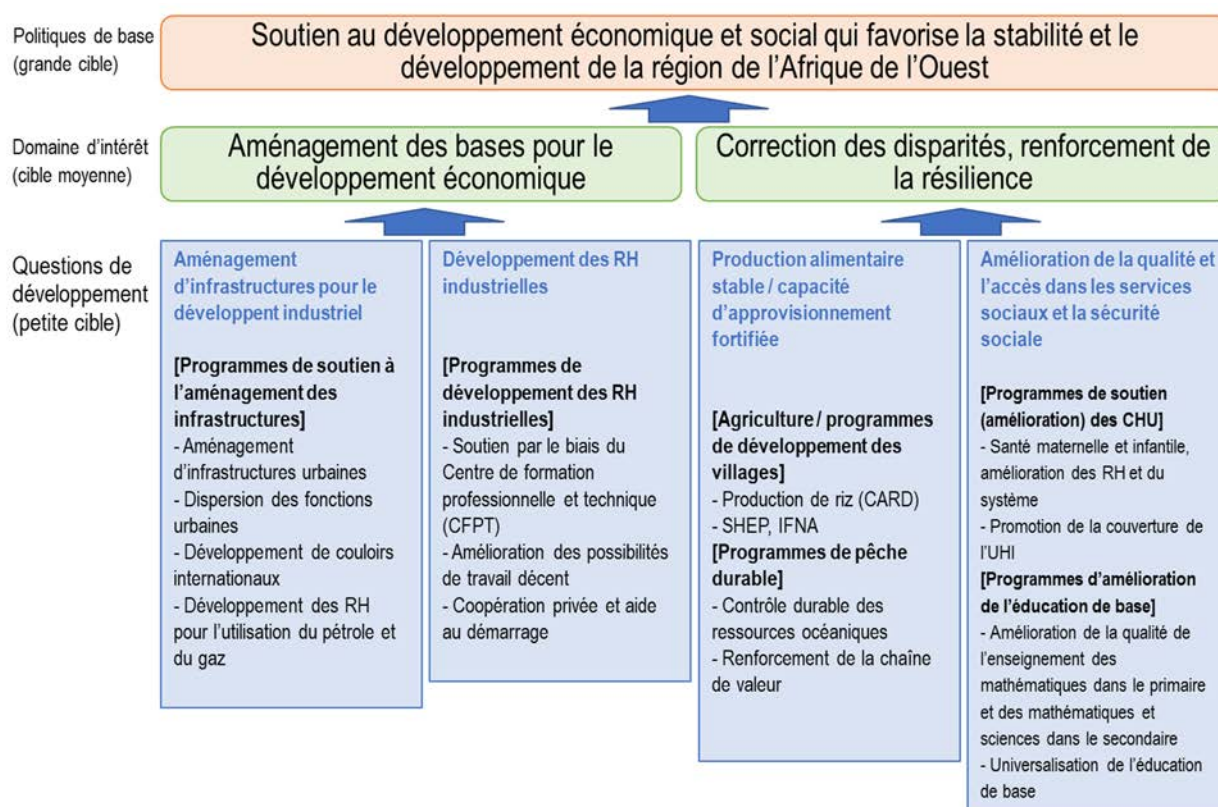 Politiques de base
(grande cible)
Soutien au développement économique et social qui favorise la stabilité et le
développement de la région de l'Afrique de l'Ouest
Domaine d'intérêt
(cible moyenne)
Aménagement des bases pour le
développement économique
Correction des disparités, renforcement de
la résilience
Questions de
développement
(petite cible)
Aménagement
d'infrastructures pour le
développent industriel
[Programmes de soutien à
l'aménagement des
infrastructures]
- Aménagement
d'infrastructures urbaines
- Dispersion des fonctions
urbaines
- Développement de couloirs
internationaux
- Développement des RH
pour l'utilisation du pétrole et
du gaz
Développement des RH
industrielles
[Programmes de
développement des RH
industrielles]
- Soutien par le biais du
Centre de formation
professionnelle et technique
(CFPT)
- Amélioration des possibilités
de travail décent
- Coopération privée et aide
au démarrage
Production alimentaire
stable / capacité
d'approvisionnement
fortifiée
[Agriculture / programmes
de développement des
villages]
- Production de riz (CARD)
- SHEP, IFNA
[Programmes de pêche
durable]
- Contrôle durable des
ressources océaniques
- Renforcement de la chaîne
de valeur
Amélioration de la qualité et
l'accès dans les services
sociaux et la sécurité
sociale
[Programmes de soutien
(amélioration) des CHU]
- Santé maternelle et infantile,
amélioration des RH et du
système
- Promotion de la couverture de
l'UHI
[Programmes d'amélioration
de l'éducation de base]
- Amélioration de la qualité de
l'enseignement des
mathématiques dans le primaire
et des mathématiques et
sciences dans le secondaire
- Universalisation de l'éducation
de base